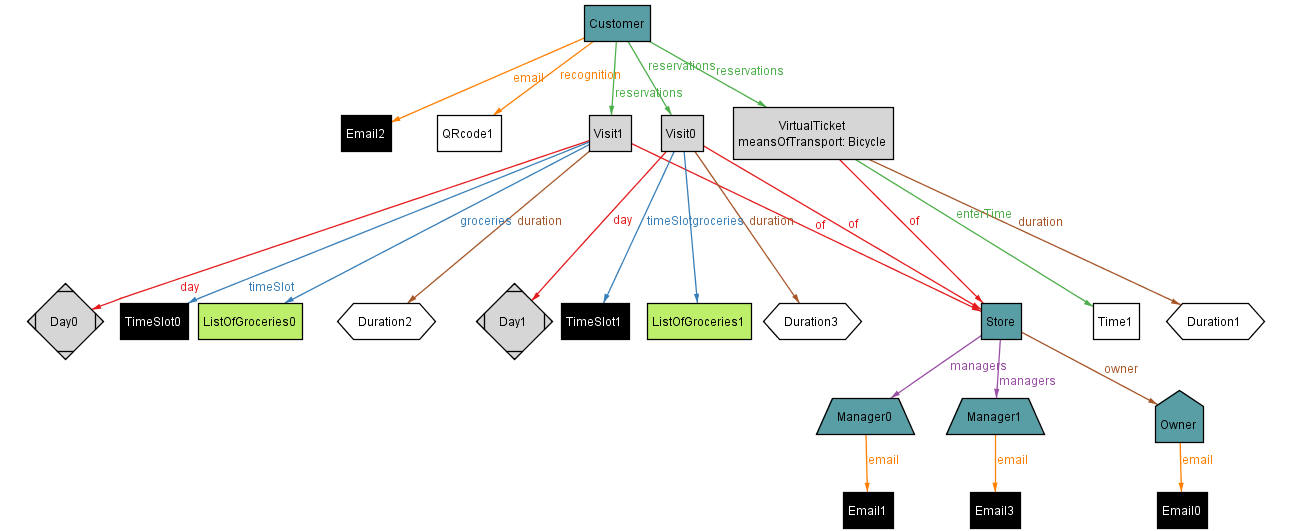 Customer
email
recognition
reservations
reservations
reservations
Email2
QRcode1
Visit1
Visit0
VirtualTicket
meansOfTransport: Bicycle
day
timeSlot
groceries
duration
day
timeSlot
groceries
duration
of
of
of
enterTime
duration
Day0
TimeSlot0
ListOfGroceries0
Duration2
Day1
TimeSlot1
ListOfGroceries1
Duration3
Store
Time1
Duration1
managers
managers
owner
Manager0
Manager1
Owner
email
email
email
Email1
Email3
Email0